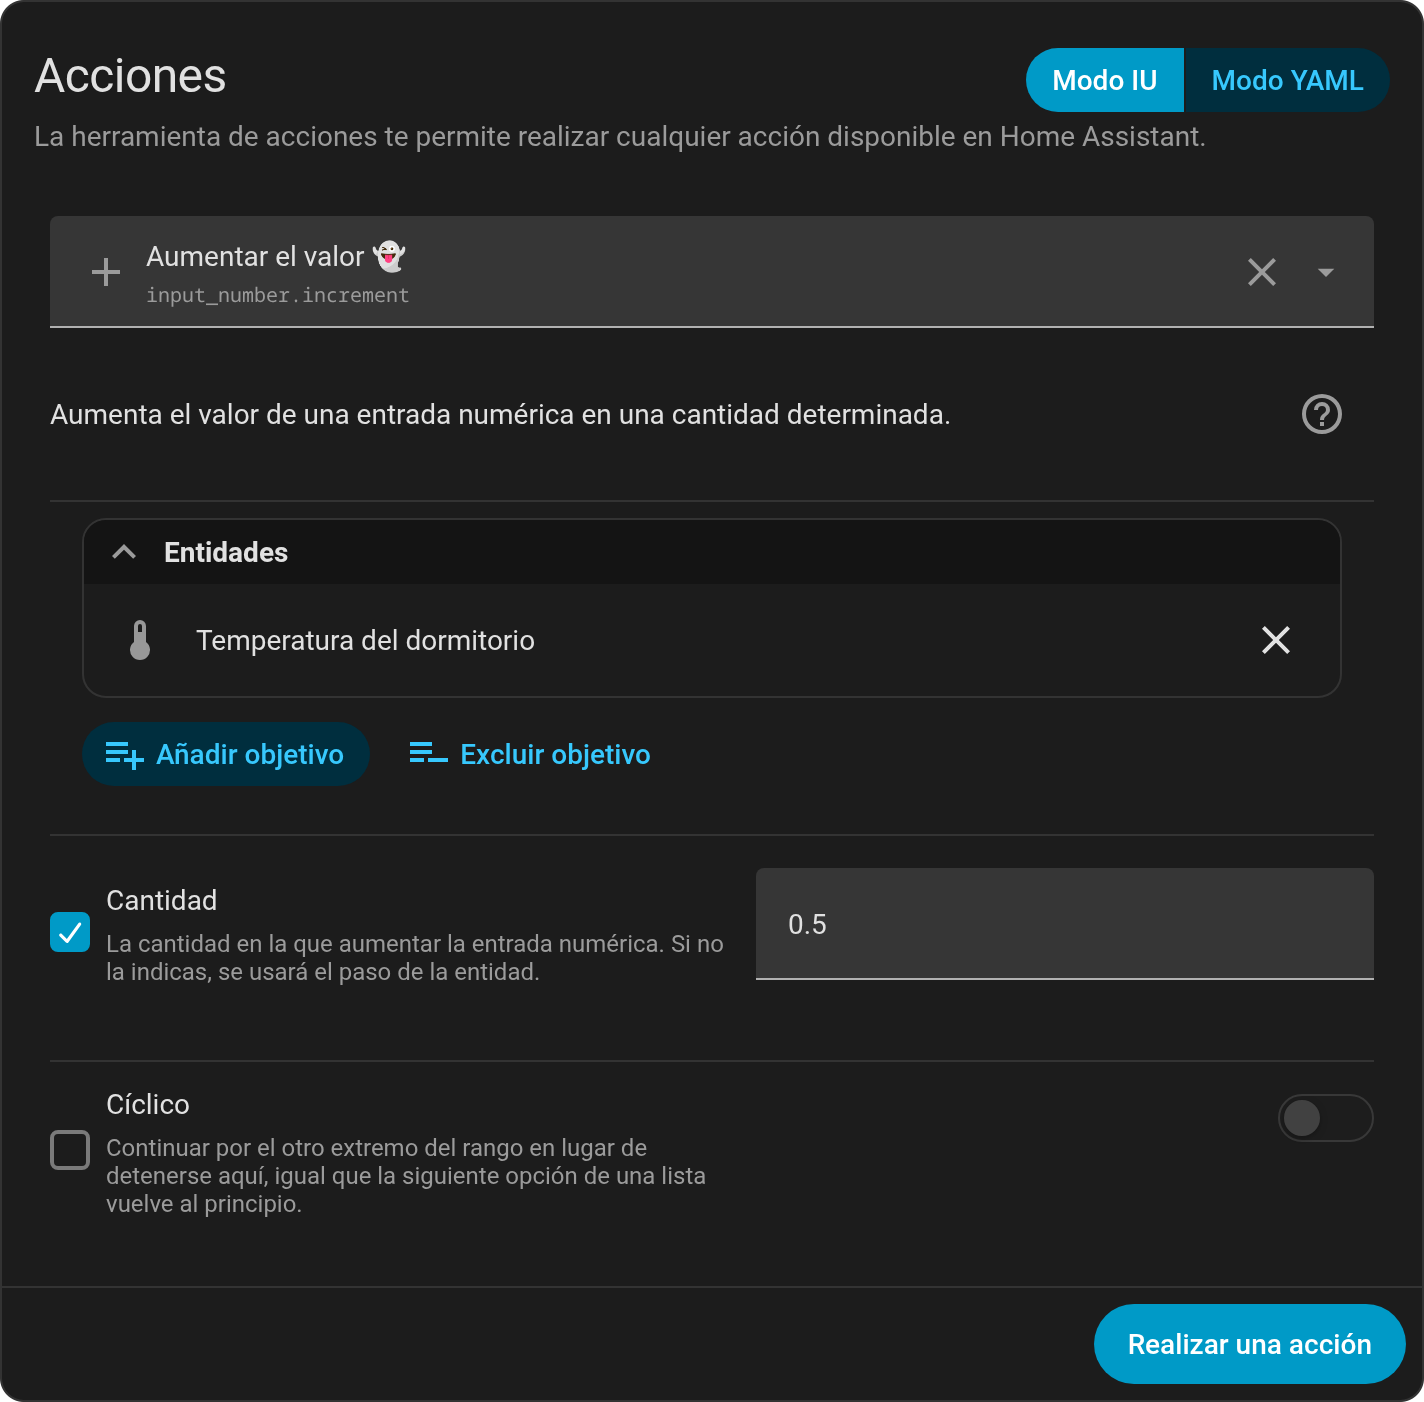 Acciones
Modo IU
Modo YAML
La herramienta de acciones te permite realizar cualquier acción disponible en Home Assistant.
Aumentar el valor 👻
input_number.increment
Aumenta el valor de una entrada numérica en una cantidad determinada.
Entidades
Temperatura del dormitorio
Añadir objetivo
Excluir objetivo
Cantidad
La cantidad en la que aumentar la entrada numérica. Si no
la indicas, se usará el paso de la entidad.
0.5
Cíclico
Continuar por el otro extremo del rango en lugar de
detenerse aquí, igual que la siguiente opción de una lista
vuelve al principio.
Realizar una acción